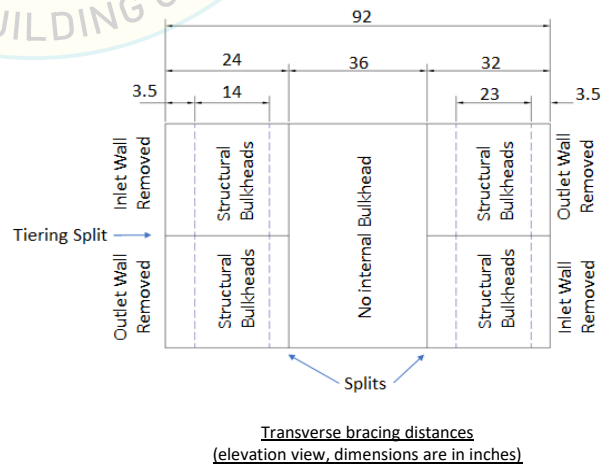 UILDING
92
24 36 32
3.5 14 23 3.5
Inlet Wall
Removed
Structural
Bulkheads
No internal Bulkhead
Structural
Bulkheads
Outlet Wall
Removed
Tiering Split
Outlet Wall
Removed
Structural
Bulkheads
Structural
Bulkheads
Inlet Wall
Removed
Splits
Transverse bracing distances
(elevation view, dimensions are in inches)